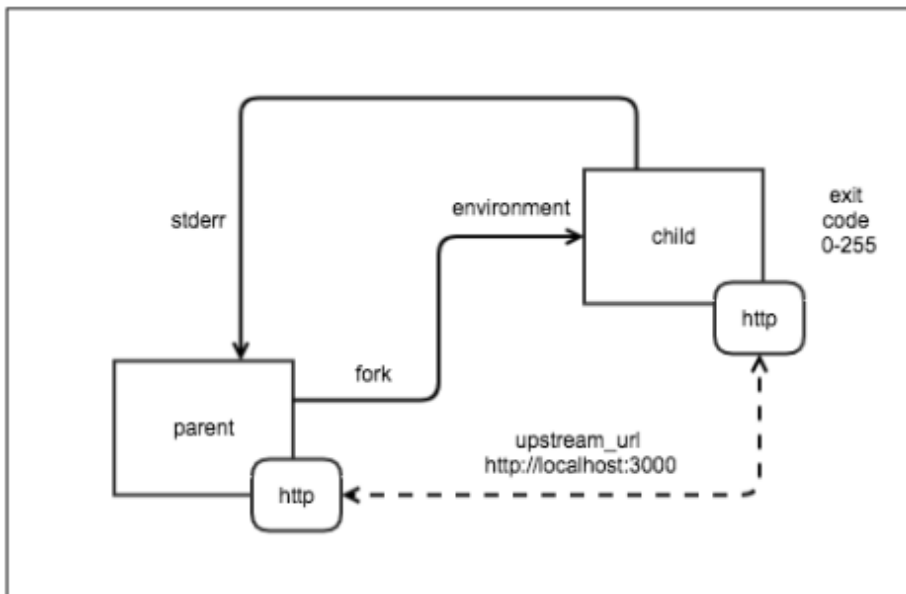 stderr
environment
child
exit
code
0-255
http
fork
parent
upstream_url
http://localhost:3000
http